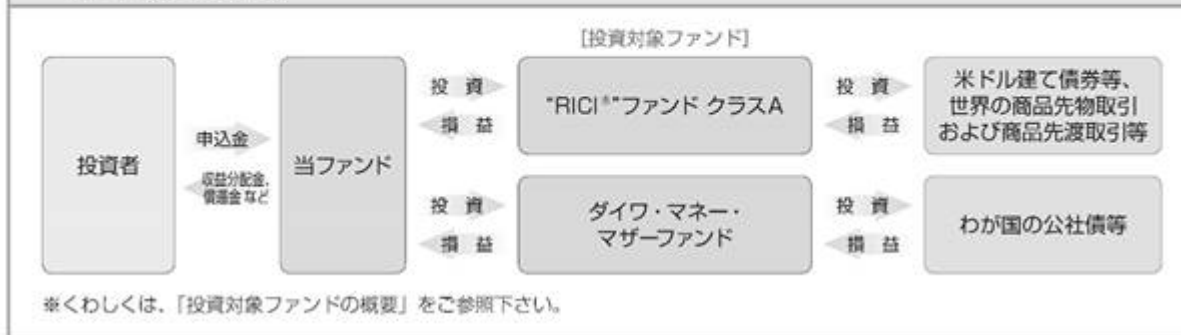 [投資対象ファンド]
投資者
申込金
収益分配金、
償還金 など
当ファンド
投 資
損 益
"RICI®"ファンド クラスA
投 資
損 益
米ドル建て債券等、
世界の商品先物取引
および商品先渡取引等
投 資
損 益
ダイワ・マネー・
マザーファンド
投 資
損 益
わが国の公社債等
※くわしくは、「投資対象ファンドの概要」をご参照下さい。